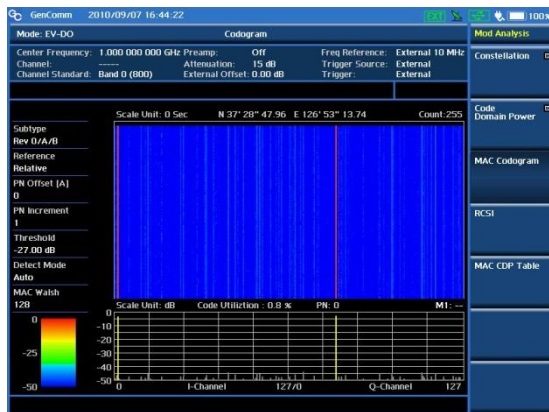 GenComm 2010/09/07 16:44:22 EXT 100%
Mode: EV-DO Codogram Mod Analysis
Center Frequency: 1.000 000 000 GHz Preamp: Off Freq Reference: External 10 MHz
Channel: ----- Attenuation: 15 dB Trigger Source: External
Channel Standard: Band 0 (800) External Offset: 0.00 dB Trigger: External
Constellation
Code
Domain Power
MAC Codogram
RCSI
MAC CDP Table
Scale Unit: 0 Sec N 37' 28" 47.96 E 126' 53" 13.74 Count:255
Subtype
Rev 0/A/B
Reference
Relative
PN Offset [A]
0
PN Increment
1
Threshold
-27.00 dB
Detect Mode
Auto
MAC Walsh
128
Scale Unit: dB Code Utiliztion : 0.8 % PN: 0 M1: --
0
-25
-50
0
-10
-20
-30
-40
-50
0 I-Channel 127/0 Q-Channel 127